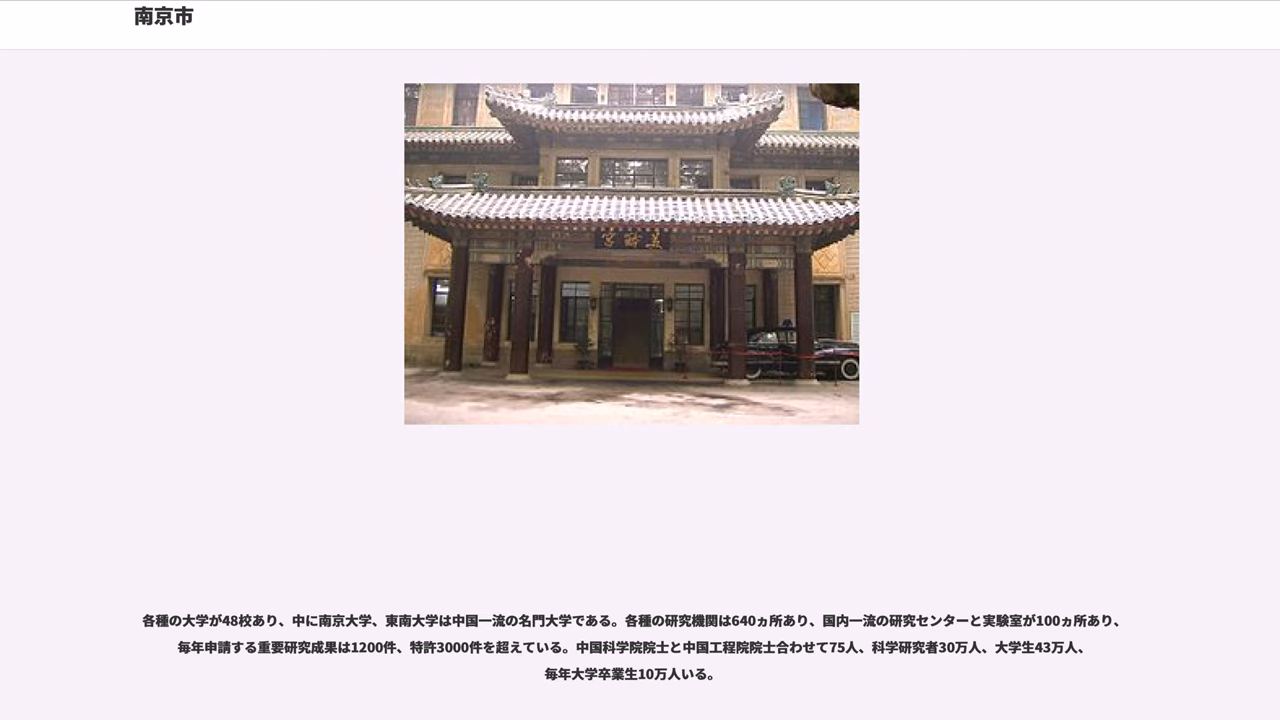 南京市
宮齡美
各種の大学が48校あり、中に南京大学、東南大学は中国一流の名門大学である。各種の研究機関は640ヵ所あり、国内一流の研究センターと実験室が100ヵ所あり、
毎年申請する重要研究成果は1200件、特許3000件を超えている。中国科学院院士と中国工程院院士合わせて75人、科学研究者30万人、大学生43万人、
毎年大学卒業生10万人いる。